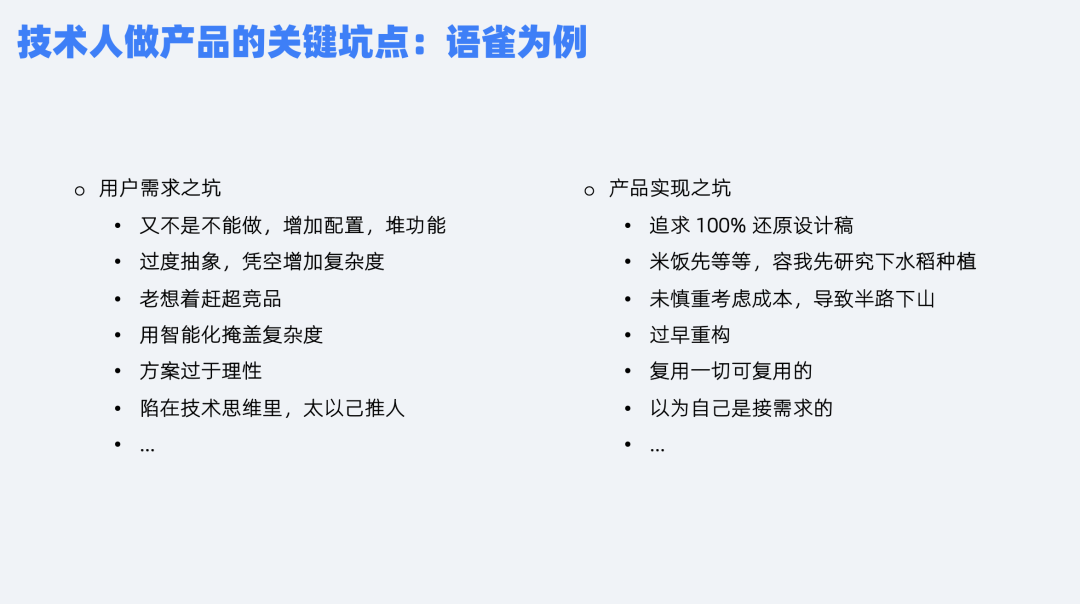 技术人做产品的关键坑点：语雀为例
用户需求之坑
又不是不能做，增加配置，堆功能
过度抽象，凭空增加复杂度
老想着赶超竞品
用智能化掩盖复杂度
方案过于理性
陷在技术思维里，太以己推人
...
产品实现之坑
追求 100% 还原设计稿
米饭先等等，容我先研究下水稻种植
未慎重考虑成本，导致半路下山
过早重构
复用一切可复用的
以为自己是接需求的
...